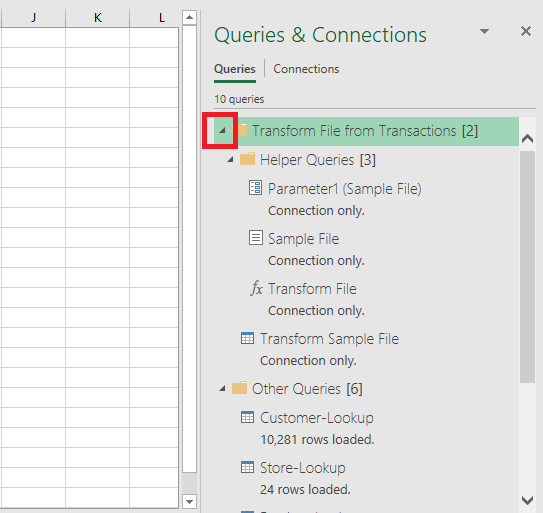 J K L
Queries & Connections
Queries Connections
10 queries
Transform File from Transactions [2]
Helper Queries [3]
Parameter1 (Sample File)
Connection only.
Sample File
Connection only.
fx Transform File
Connection only.
Transform Sample File
Connection only.
Other Queries [6]
Customer-Lookup
10,281 rows loaded.
Store-Lookup
24 rows loaded.